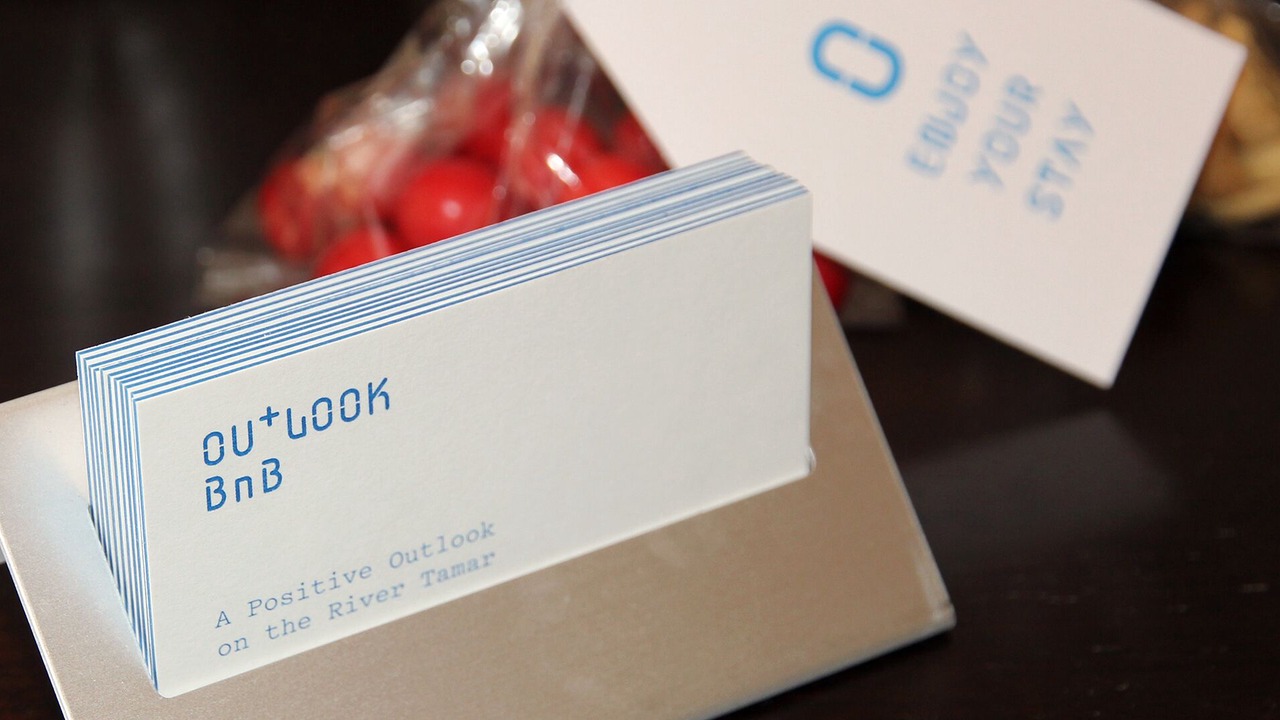 OU+LOOK
BnB
A Positive Outlook
on the River Tamar
O
ENJOY
YOUR
STAY